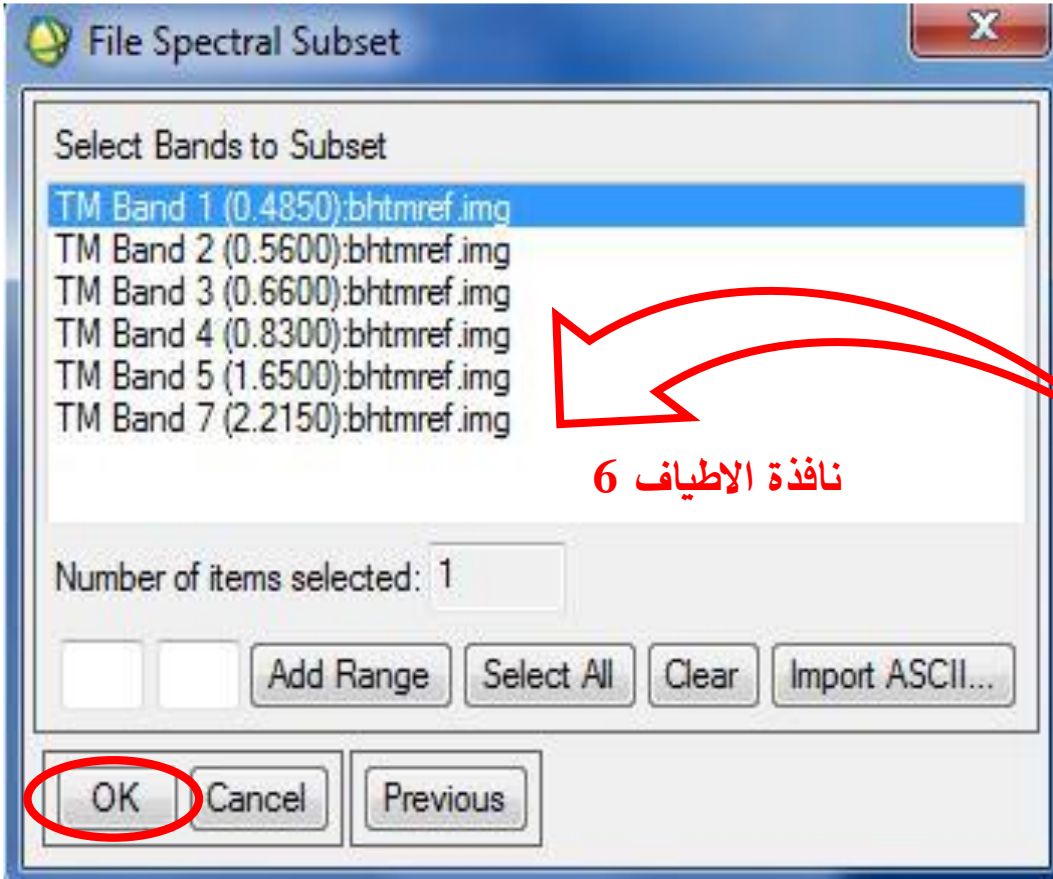 File Spectral Subset
Select Bands to Subset
TM Band 1 (0.4850):bhtmref.img
TM Band 2 (0.5600):bhtmref.img
TM Band 3 (0.6600):bhtmref.img
TM Band 4 (0.8300):bhtmref.img
TM Band 5 (1.6500):bhtmref.img
TM Band 7 (2.2150):bhtmref.img
نافذة الاطياف 6
Number of items selected: 1
Add Range Select All Clear Import ASCII...
OK Cancel Previous